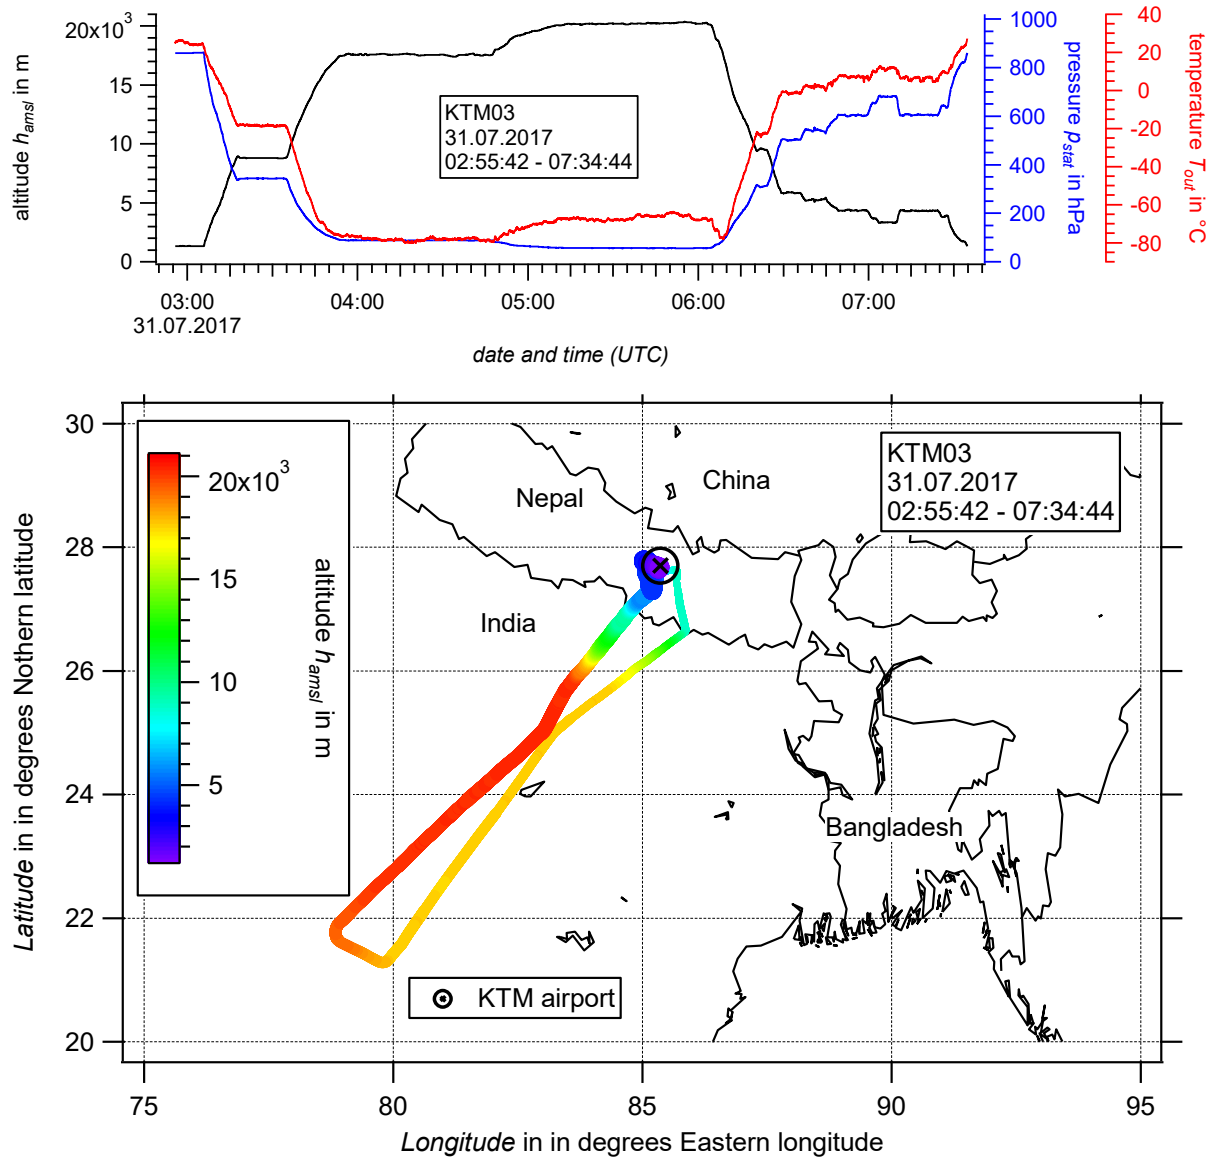 altitude h_amsl in m
20x10³
15
10
5
0
1000
800
600
400
200
0
pressure p_stat in hPa
40
20
0
-20
-40
-60
-80
temperature T_out in °C
KTM03
31.07.2017
02:55:42 - 07:34:44
03:00
04:00
05:00
06:00
07:00
31.07.2017
date and time (UTC)
Latitude in in degrees Nothern latitude
30
28
26
24
22
20
20x10³
15
10
5
altitude h_amsl in m
Nepal
China
India
Bangladesh
KTM03
31.07.2017
02:55:42 - 07:34:44
KTM airport
75
80
85
90
95
Longitude in in degrees Eastern longitude